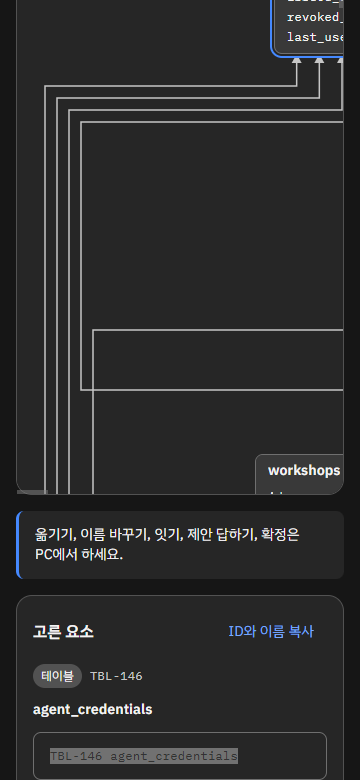 revoked_
last_use
workshops
옮기기, 이름 바꾸기, 잇기, 제안 답하기, 확정은
PC에서 하세요.
고른 요소
ID와 이름 복사
테이블
TBL-146
agent_credentials
TBL-146 agent_credentials